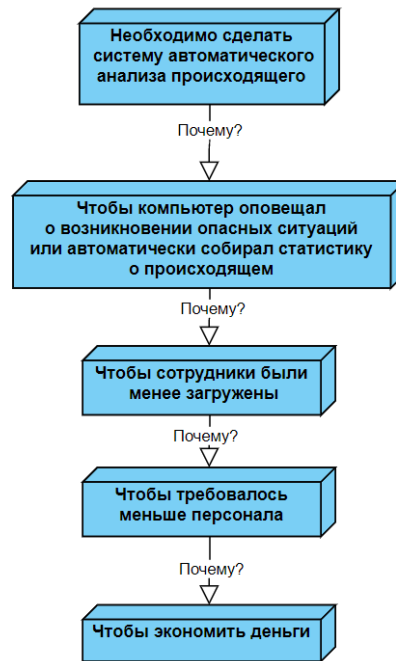 Необходимо сделать
систему автоматического
анализа происходящего
Почему?
Чтобы компьютер оповещал
о возникновении опасных ситуаций
или автоматически собирал статистику
о происходящем
Почему?
Чтобы сотрудники были
менее загружены
Почему?
Чтобы требовалось
меньше персонала
Почему?
Чтобы экономить деньги